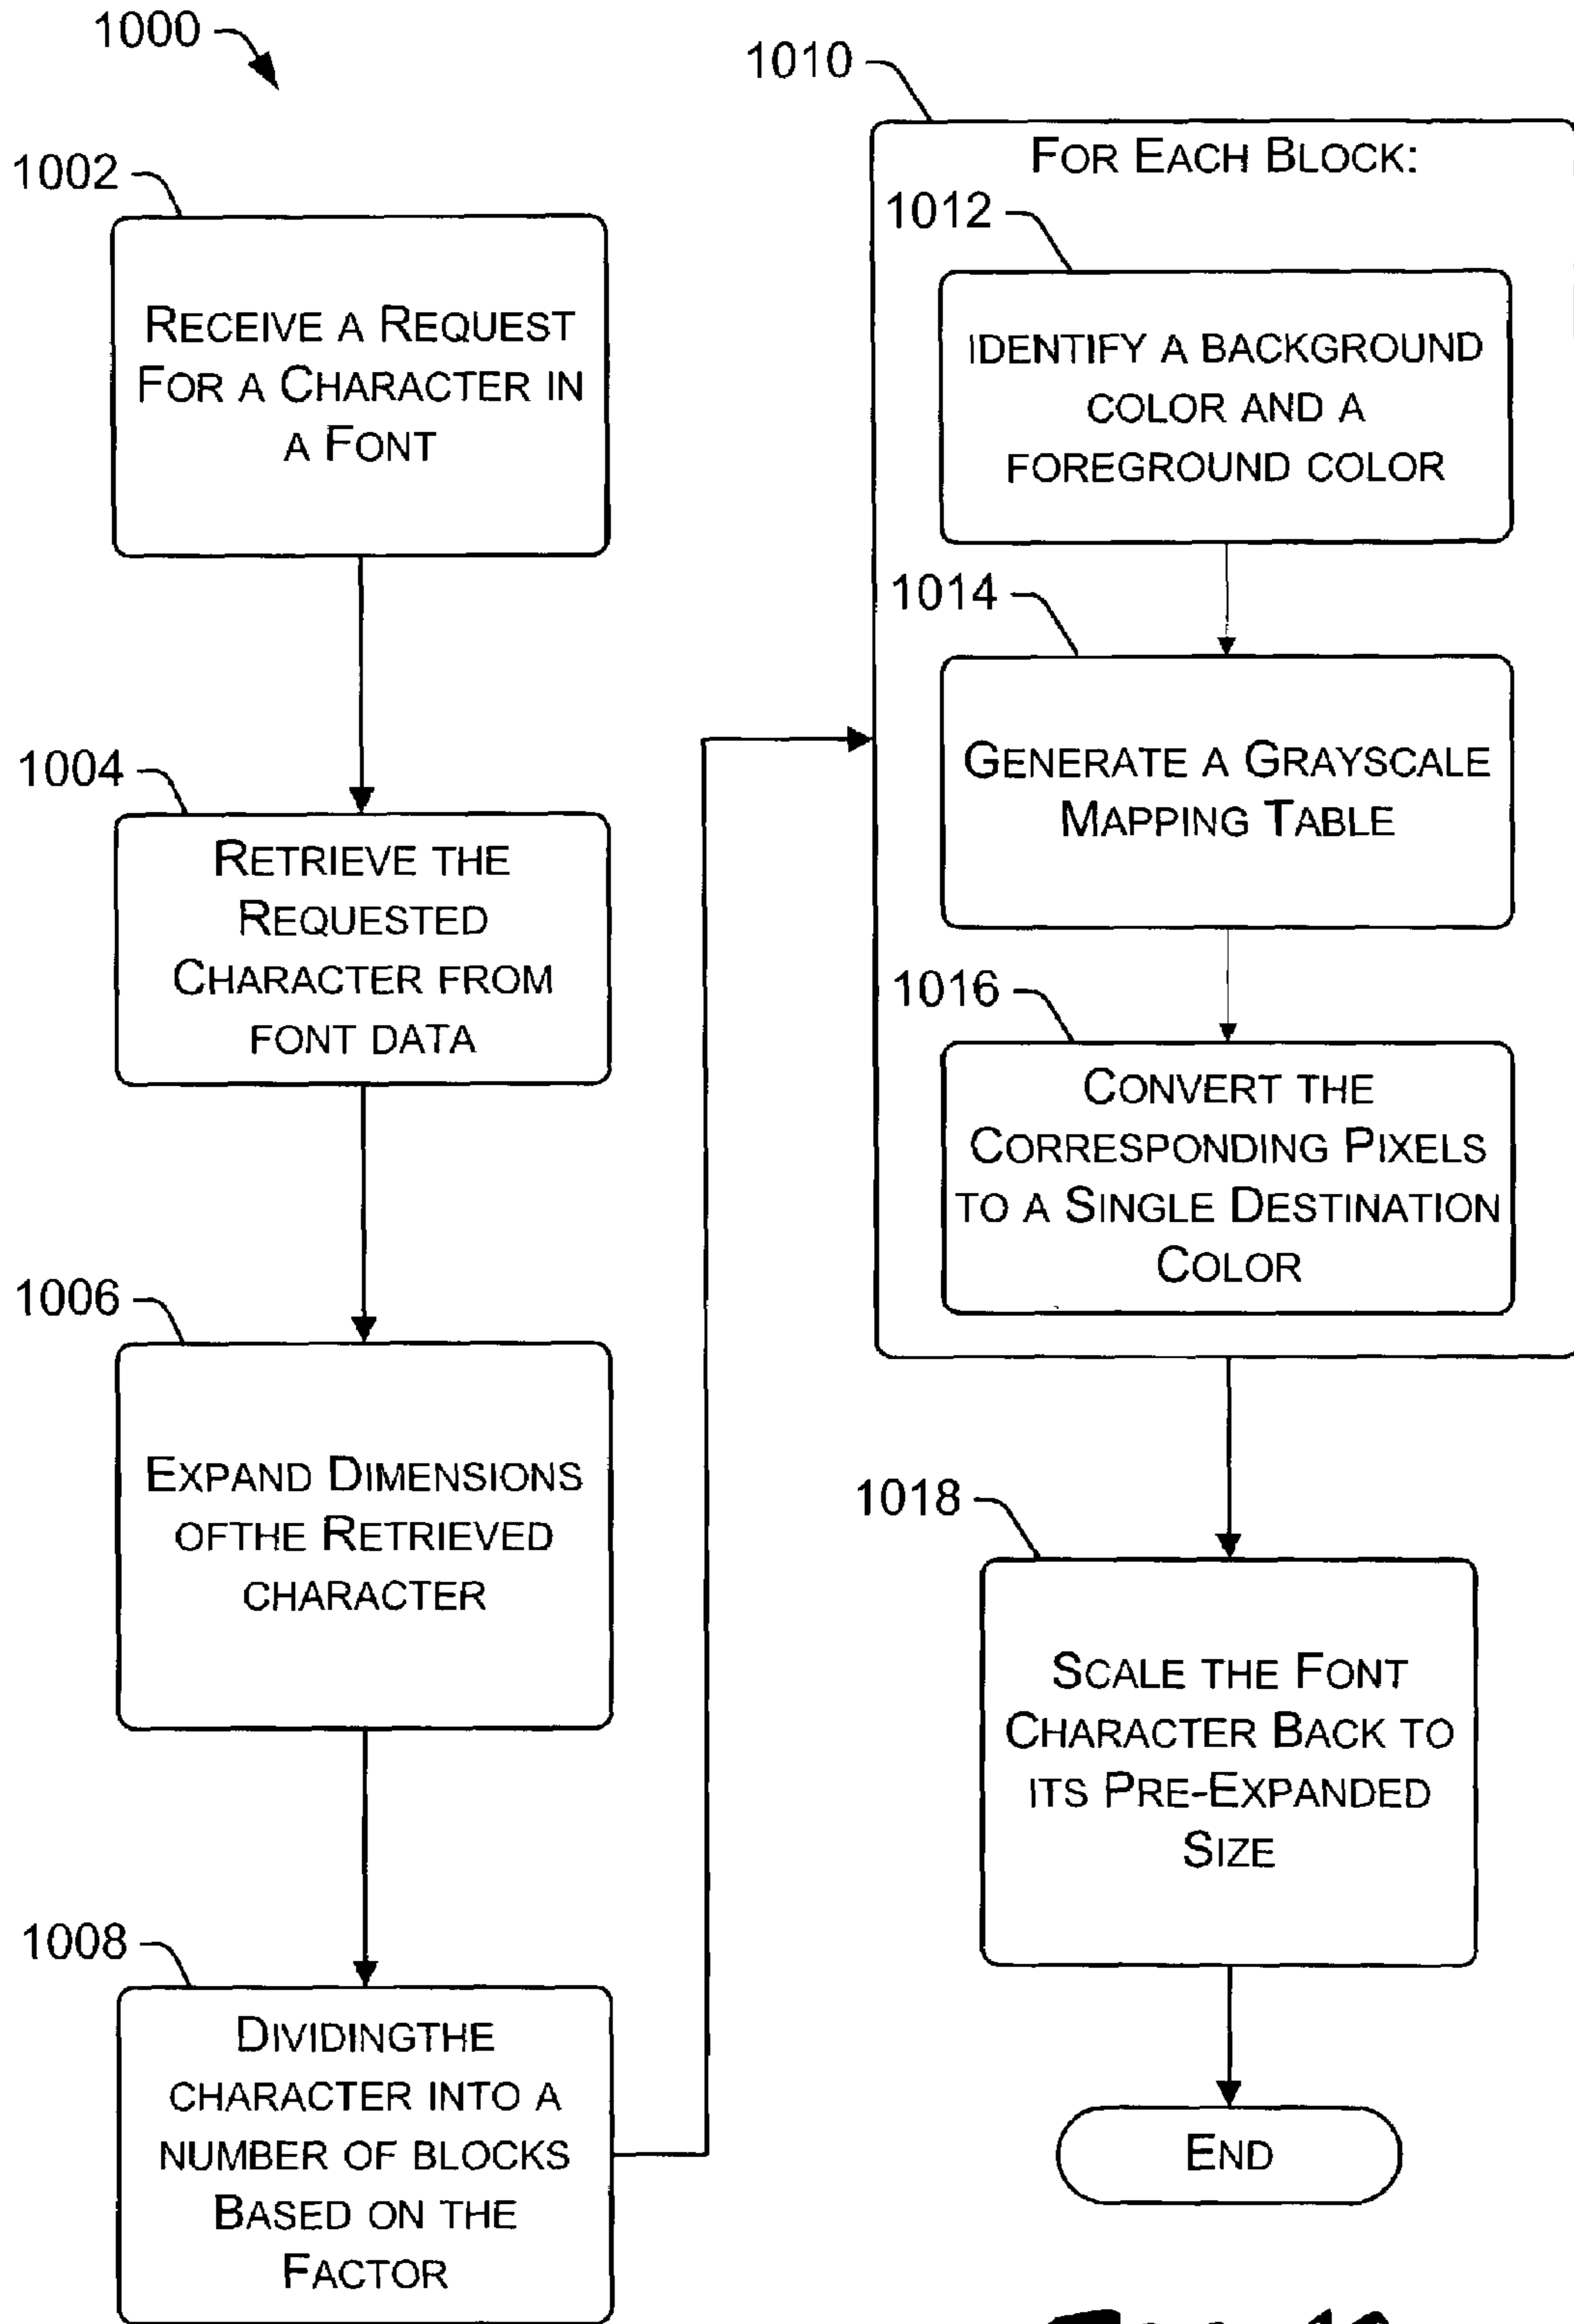 1000
1002
RECEIVE A REQUEST
FOR A CHARACTER IN
A FONT
1004
RETRIEVE THE
REQUESTED
CHARACTER FROM
FONT DATA
1006
EXPAND DIMENSIONS
OFTHE RETRIEVED
CHARACTER
1008
DIVIDINGTHE
CHARACTER INTO A
NUMBER OF BLOCKS
BASED ON THE
FACTOR
1010
FOR EACH BLOCK:
1012
IDENTIFY A BACKGROUND
COLOR AND A
FOREGROUND COLOR
1014
GENERATE A GRAYSCALE
MAPPING TABLE
1016
CONVERT THE
CORRESPONDING PIXELS
TO A SINGLE DESTINATION
COLOR
1018
SCALE THE FONT
CHARACTER BACK TO
ITS PRE-EXPANDED
SIZE
END